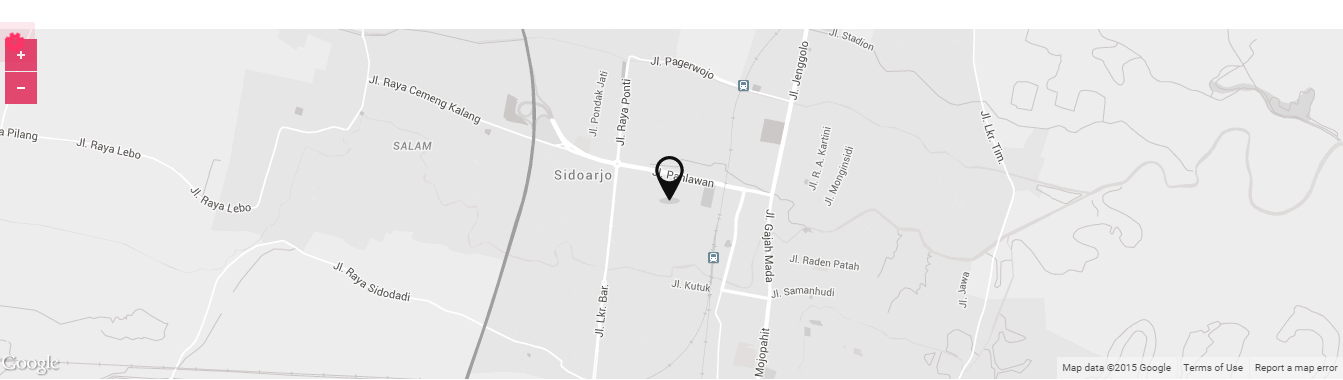 Jl. Stadion
Jl. Pagerwojo
Jl. Jenggolo
Jl. Pondak Jati
Jl. Raya Ponti
Jl. Raya Cemeng Kalang
Jl. Lkr. Tim.
a Pilang
Jl. Raya Lebo
SALAM
Jl. R. A. Kartini
Jl. Monginsidi
Sidoarjo
Jl. Pahlawan
Jl. Raya Lebo
Jl. Gajah Mada
Jl. Raden Patah
Jl. Raya Sidodadi
Jl. Kutuk
Jl. Samanhudi
Jl. Jawa
Jl. Lkr. Bar.
Mojopahit
Google
Map data ©2015 Google Terms of Use Report a map error